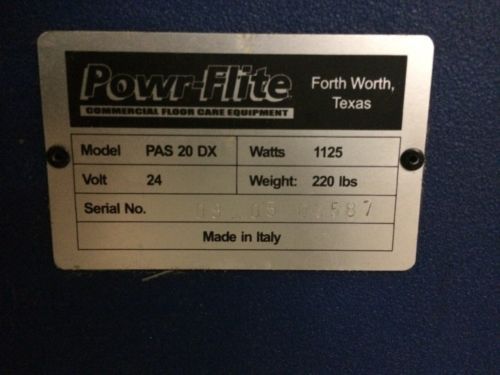 Powr-Flite
COMMERCIAL FLOOR CARE EQUIPMENT
Forth Worth,
Texas
Model PAS 20 DX Watts 1125
Volt 24 Weight: 220 lbs
Serial No.
Made in Italy